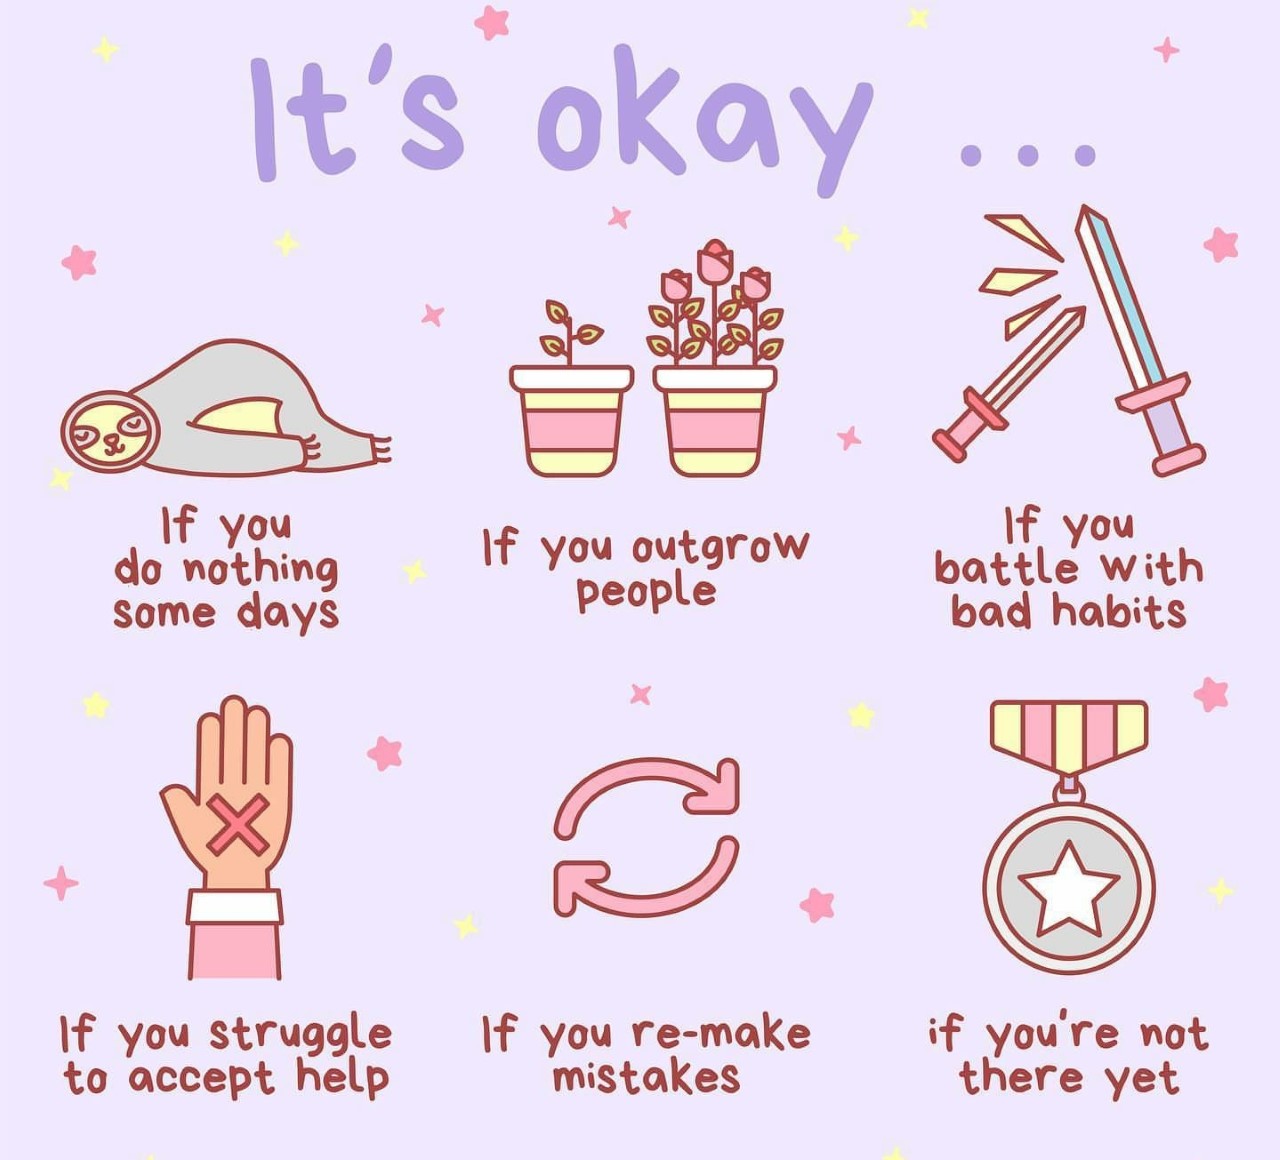 It's okay ...
If you
do nothing
some days
If you outgrow
people
If you
battle with
bad habits
If you struggle
to accept help
If you re-make
mistakes
if you're not
there yet